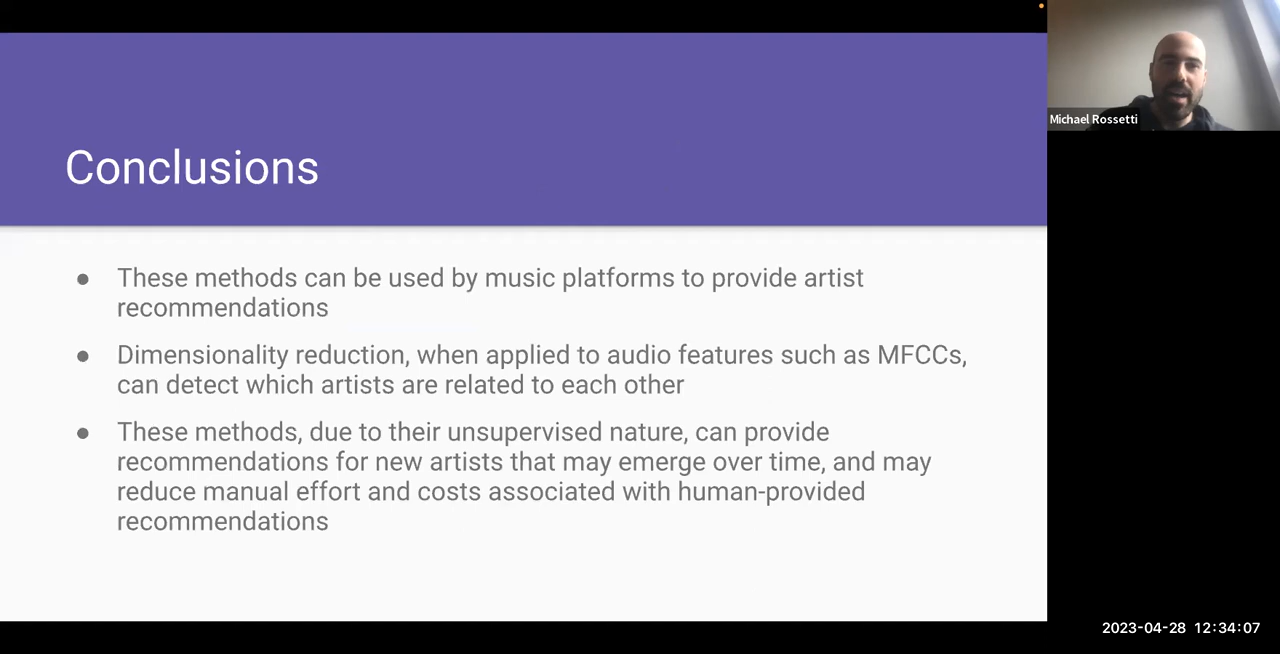 Michael Rossetti
Conclusions
● These methods can be used by music platforms to provide artist
recommendations
● Dimensionality reduction, when applied to audio features such as MFCCs,
can detect which artists are related to each other
● These methods, due to their unsupervised nature, can provide
recommendations for new artists that may emerge over time, and may
reduce manual effort and costs associated with human-provided
recommendations
2023-04-28 12:34:07